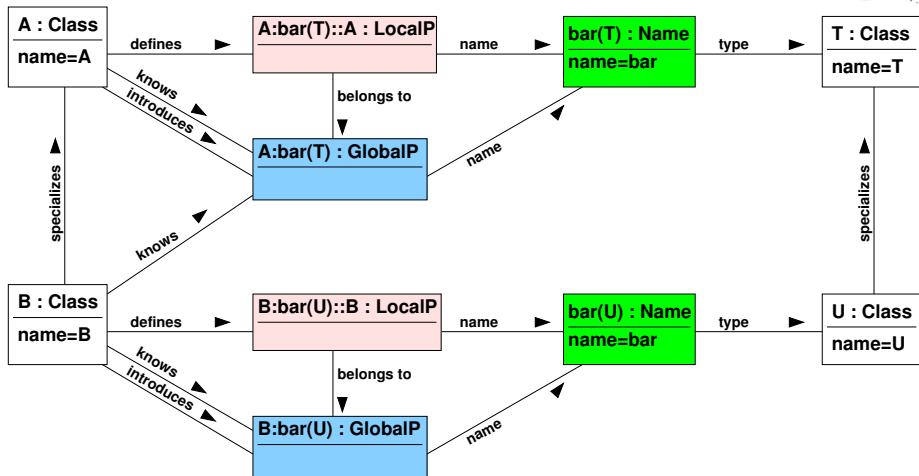 A : Class
name=A
defines
A:bar(T)::A : LocalP
name
bar(T) : Name
name=bar
type
T : Class
name=T
knows
introduces
belongs to
A:bar(T) : GlobalP
name
specializes
knows
specializes
B : Class
name=B
defines
B:bar(U)::B : LocalP
name
bar(U) : Name
name=bar
type
U : Class
name=U
knows
introduces
belongs to
B:bar(U) : GlobalP
name